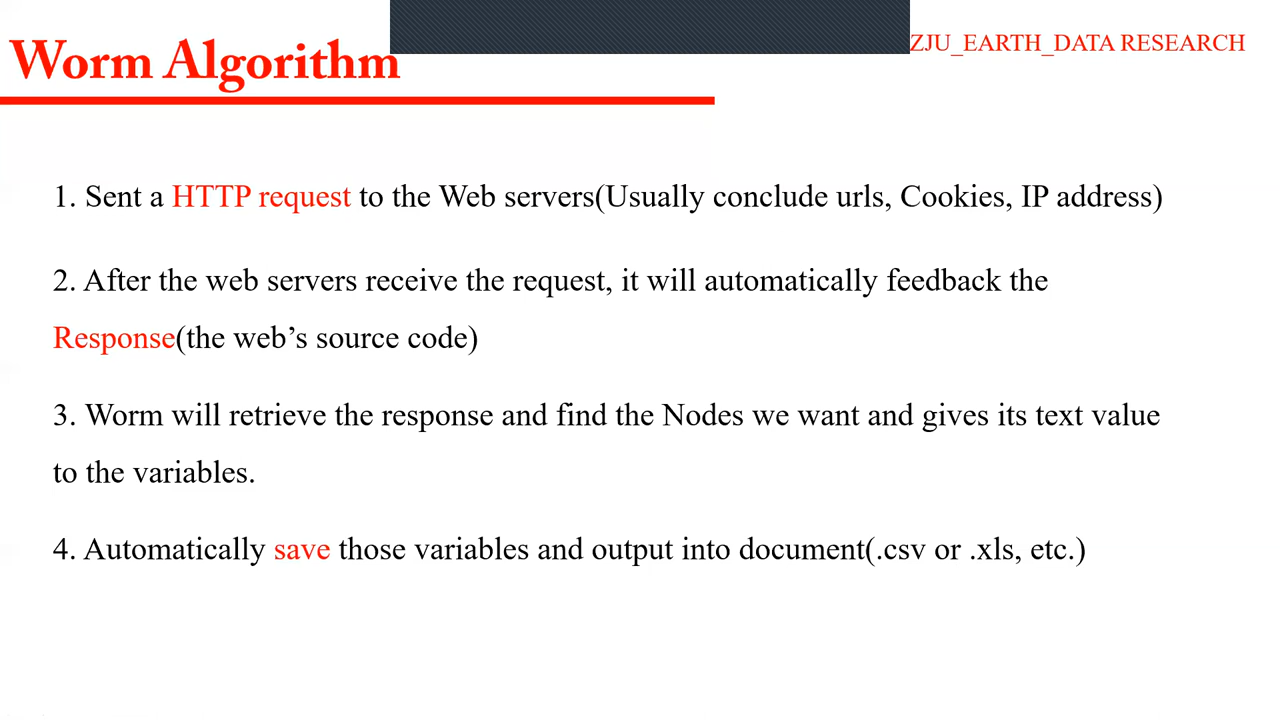 Worm Algorithm
ZJU_EARTH_DATA RESEARCH
1. Sent a HTTP request to the Web servers(Usually conclude urls, Cookies, IP address)
2. After the web servers receive the request, it will automatically feedback the
Response(the web’s source code)
3. Worm will retrieve the response and find the Nodes we want and gives its text value
to the variables.
4. Automatically save those variables and output into document(.csv or .xls, etc.)